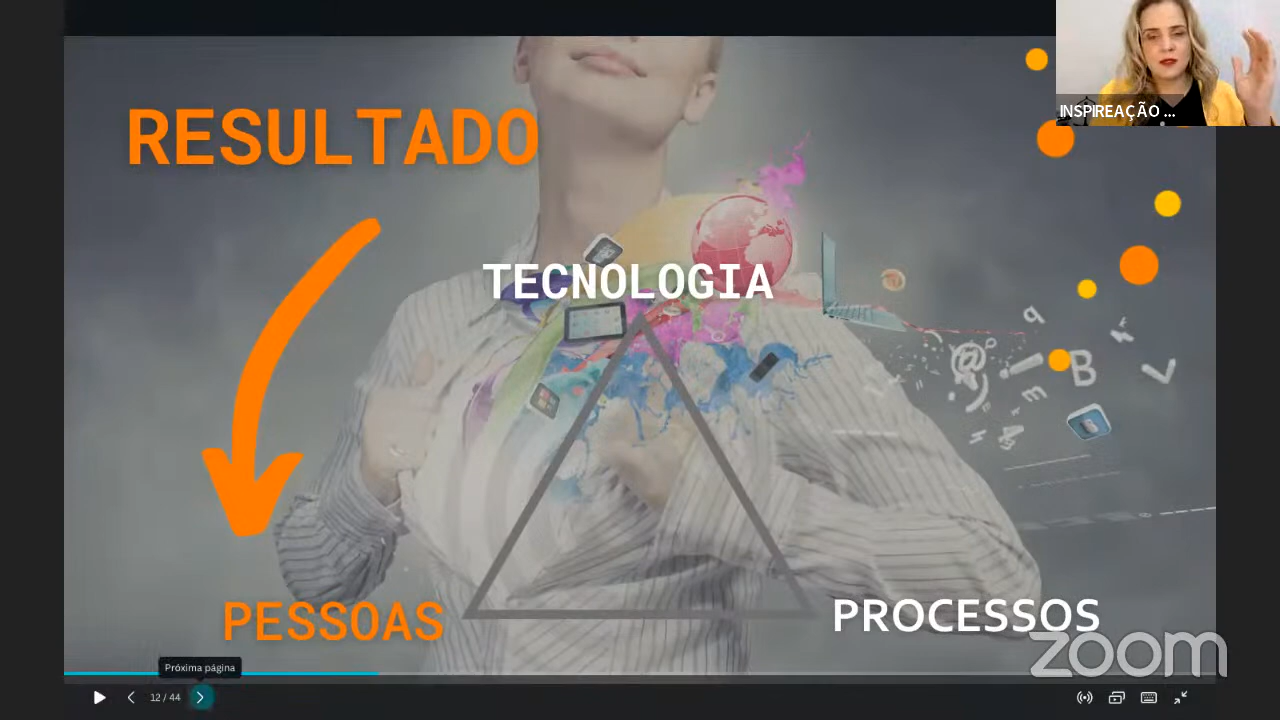 RESULTADO
INSPIREAÇÃO ...
TECNOLOGIA
@
B
PESSOAS
PROCESSOS
zoom
Próxima página
12 / 44